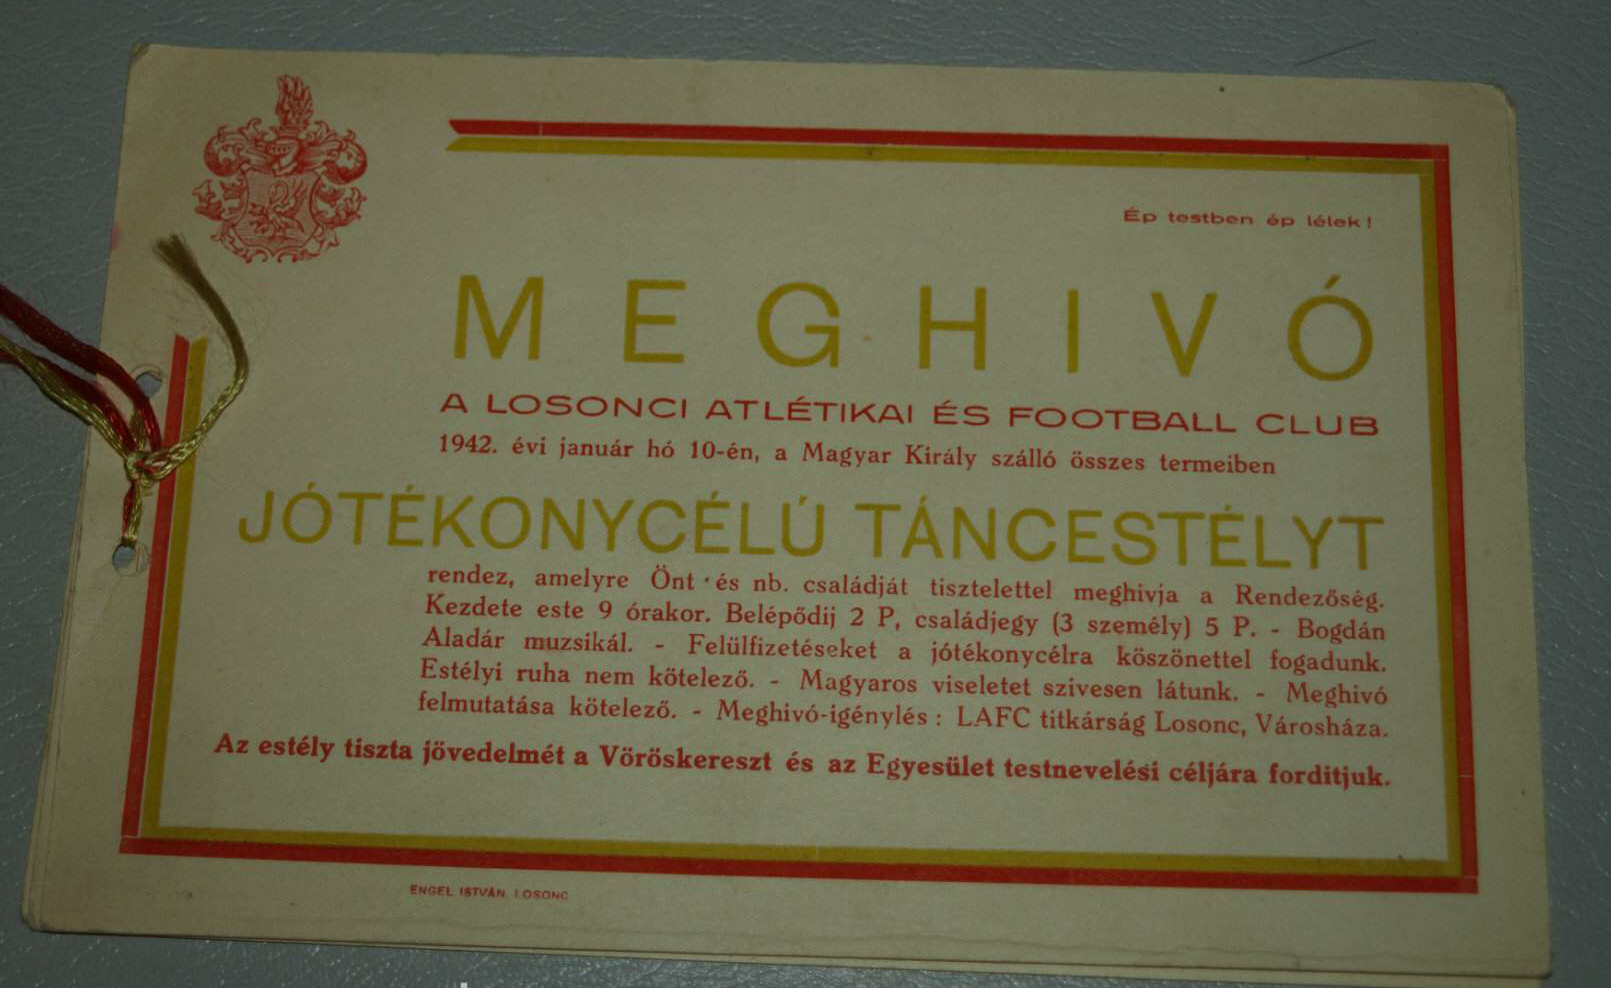 Ép testben ép lélek!
MEGHIVÓ
A LOSONCI ATLÉTIKAI ÉS FOOTBALL CLUB
1942. évi január hó 10-én, a Magyar Király szálló összes termeiben
JÓTÉKONYCÉLÚ TÁNCESTÉLYT
rendez, amelyre Önt és nb. családját tisztelettel meghivja a Rendezőség.
Kezdete este 9 órakor. Belépődij 2 P, családjegy (3 személy) 5 P. - Bogdán
Aladár muzsikál. - Felülfizetéseket a jótékonycélra köszönettel fogadunk.
Estélyi ruha nem kötelező. - Magyaros viseletet szivesen látunk. - Meghivó
felmutatása kötelező. - Meghivó-igénylés: LAFC titkárság Losonc, Városháza.
Az estély tiszta jövedelmét a Vöröskereszt és az Egyesület testnevelési céljára forditjuk.
ENGEL ISTVÁN, LOSONC